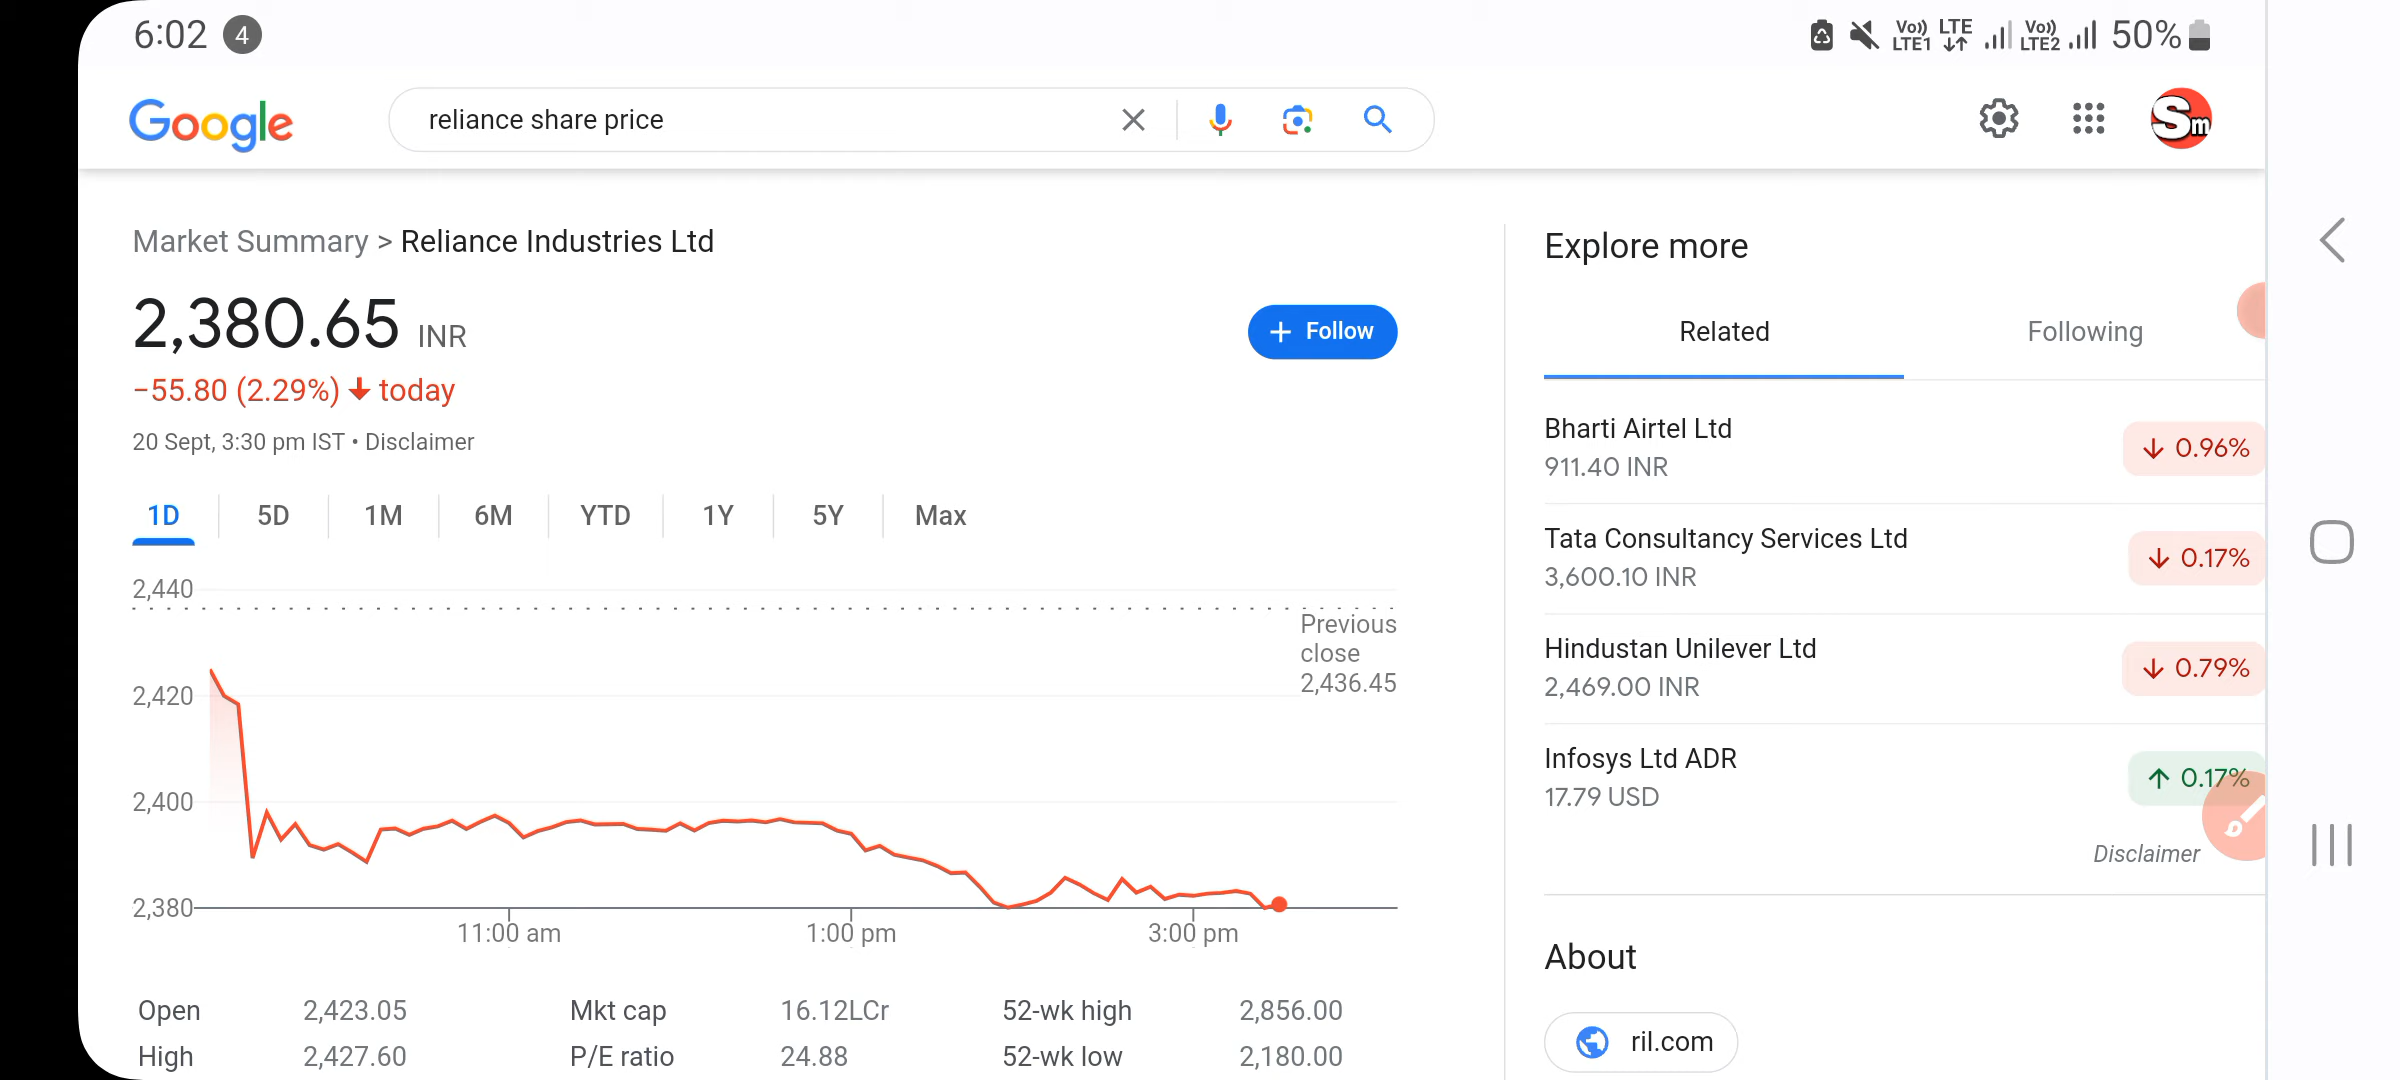 6:02 4 Vo)) LTE1 LTE Vo)) LTE2 50%
Google reliance share price Sm
Market Summary > Reliance Industries Ltd
2,380.65 INR
+ Follow
−55.80 (2.29%) ↓ today
20 Sept, 3:30 pm IST • Disclaimer
1D 5D 1M 6M YTD 1Y 5Y Max
2,440
Previous
close
2,436.45
2,420
2,400
2,380
11:00 am 1:00 pm 3:00 pm
Open 2,423.05 Mkt cap 16.12LCr 52-wk high 2,856.00
High 2,427.60 P/E ratio 24.88 52-wk low 2,180.00
Explore more
Related Following
Bharti Airtel Ltd
911.40 INR
↓ 0.96%
Tata Consultancy Services Ltd
3,600.10 INR
↓ 0.17%
Hindustan Unilever Ltd
2,469.00 INR
↓ 0.79%
Infosys Ltd ADR
17.79 USD
↑ 0.17%
Disclaimer
About
ril.com